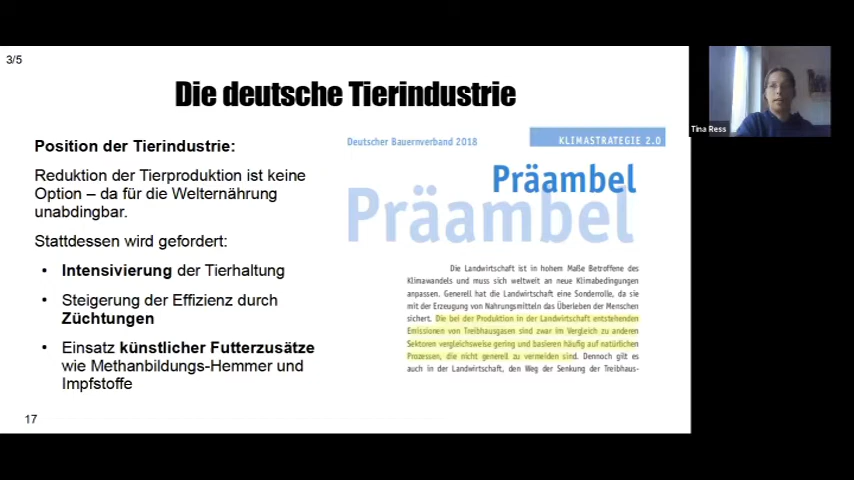 3/5
Die deutsche Tierindustrie
Tina Ress
Position der Tierindustrie:
Reduktion der Tierproduktion ist keine
Option – da für die Welternährung
unabdingbar.
Stattdessen wird gefordert:
• Intensivierung der Tierhaltung
• Steigerung der Effizienz durch
Züchtungen
• Einsatz künstlicher Futterzusätze
wie Methanbildungs-Hemmer und
Impfstoffe
17
Deutscher Bauernverband 2018
KLIMASTRATEGIE 2.0
Präambel
Präambel
Die Landwirtschaft ist in hohem Maße Betroffene des
Klimawandels und muss sich weltweit an neue Klimabedingungen
anpassen. Generell hat die Landwirtschaft eine Sonderrolle, da sie
mit der Erzeugung von Nahrungsmitteln das Überleben der Menschen
sichert. Die bei der Produktion in der Landwirtschaft entstehenden
Emissionen von Treibhausgasen sind zwar im Vergleich zu anderen
Sektoren vergleichsweise gering und basieren häufig auf natürlichen
Prozessen, die nicht generell zu vermeiden sind. Dennoch gilt es
auch in der Landwirtschaft, den Weg der Senkung der Treibhaus-